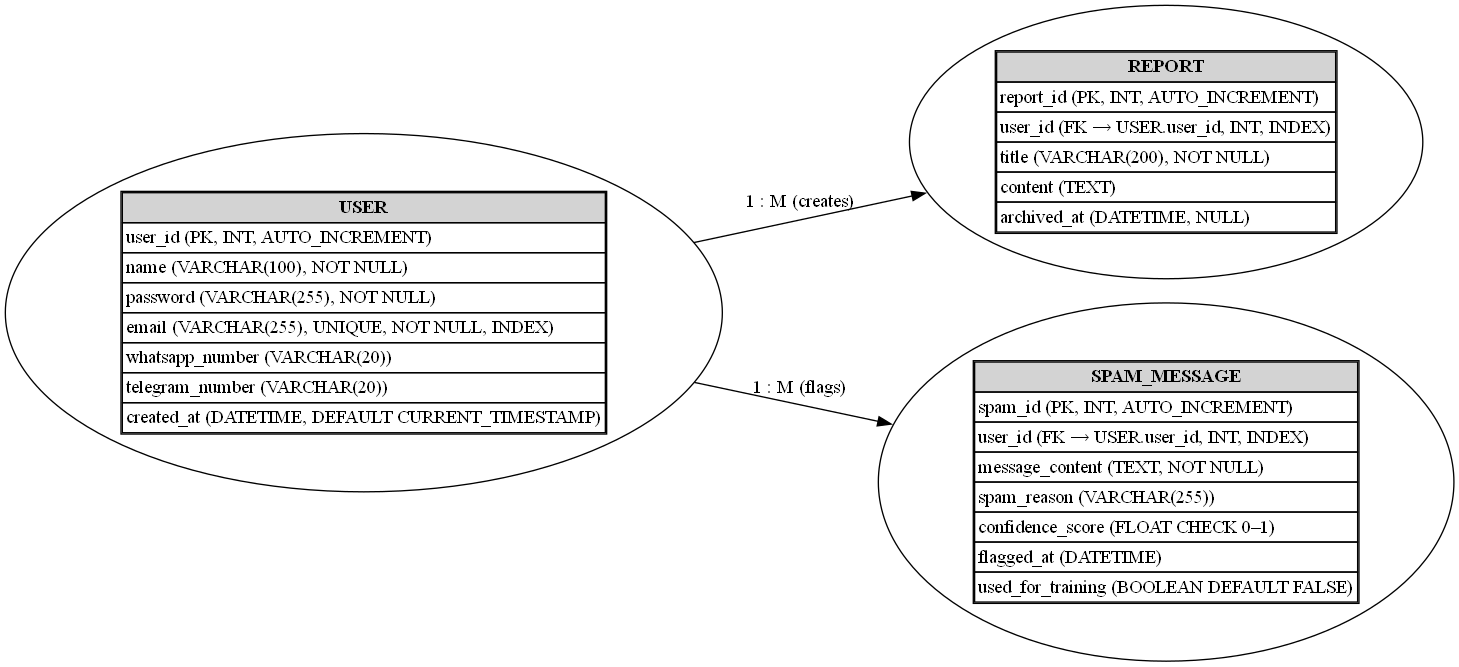 USER
user_id (PK, INT, AUTO_INCREMENT)
name (VARCHAR(100), NOT NULL)
password (VARCHAR(255), NOT NULL)
email (VARCHAR(255), UNIQUE, NOT NULL, INDEX)
whatsapp_number (VARCHAR(20))
telegram_number (VARCHAR(20))
created_at (DATETIME, DEFAULT CURRENT_TIMESTAMP)
1 : M (creates)
REPORT
report_id (PK, INT, AUTO_INCREMENT)
user_id (FK → USER.user_id, INT, INDEX)
title (VARCHAR(200), NOT NULL)
content (TEXT)
archived_at (DATETIME, NULL)
1 : M (flags)
SPAM_MESSAGE
spam_id (PK, INT, AUTO_INCREMENT)
user_id (FK → USER.user_id, INT, INDEX)
message_content (TEXT, NOT NULL)
spam_reason (VARCHAR(255))
confidence_score (FLOAT CHECK 0–1)
flagged_at (DATETIME)
used_for_training (BOOLEAN DEFAULT FALSE)